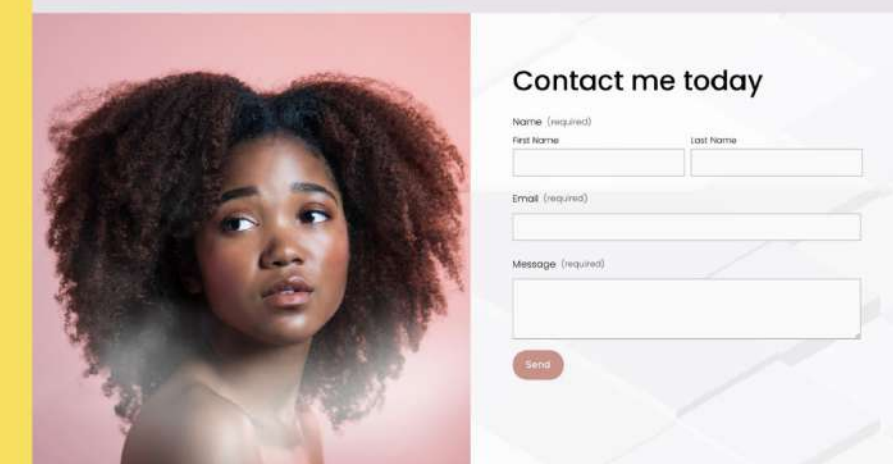 Contact me today
Name (required)
First Name Last Name
Email (required)
Message (required)
Send